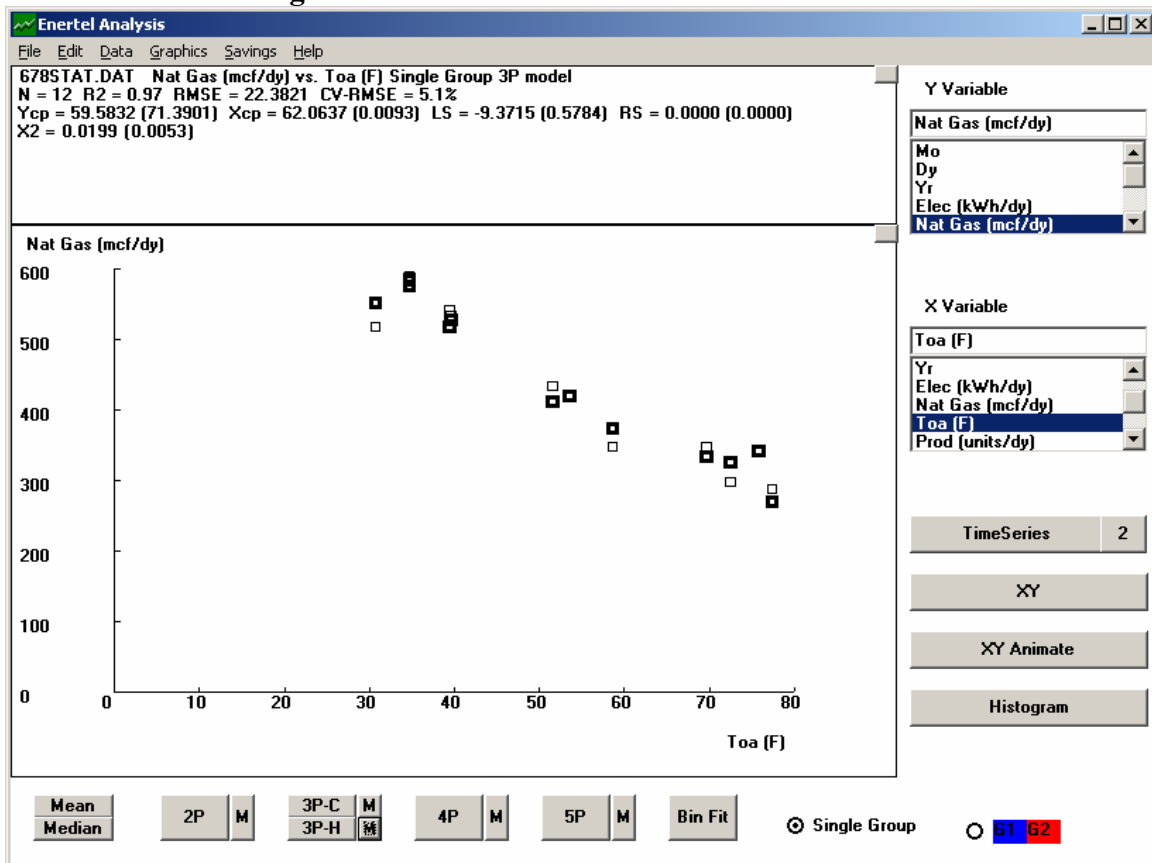 Enertel Analysis
File Edit Data Graphics Savings Help
678STAT.DAT Nat Gas (mcf/dy) vs. Toa (F) Single Group 3P model
N = 12 R2 = 0.97 RMSE = 22.3821 CV-RMSE = 5.1%
Ycp = 59.5832 (71.3901) Xcp = 62.0637 (0.0093) LS = -9.3715 (0.5784) RS = 0.0000 (0.0000)
X2 = 0.0199 (0.0053)
Nat Gas (mcf/dy)
600
500
400
300
200
100
0
0 10 20 30 40 50 60 70 80
Toa (F)
Y Variable
Nat Gas (mcf/dy)
Mo
Dy
Yr
Elec (kWh/dy)
Nat Gas (mcf/dy)
X Variable
Toa (F)
Yr
Elec (kWh/dy)
Nat Gas (mcf/dy)
Toa (F)
Prod (units/dy)
TimeSeries 2
XY
XY Animate
Histogram
Mean
Median
2P M
3P-C M
3P-H M
4P M
5P M
Bin Fit
Single Group
G1 G2